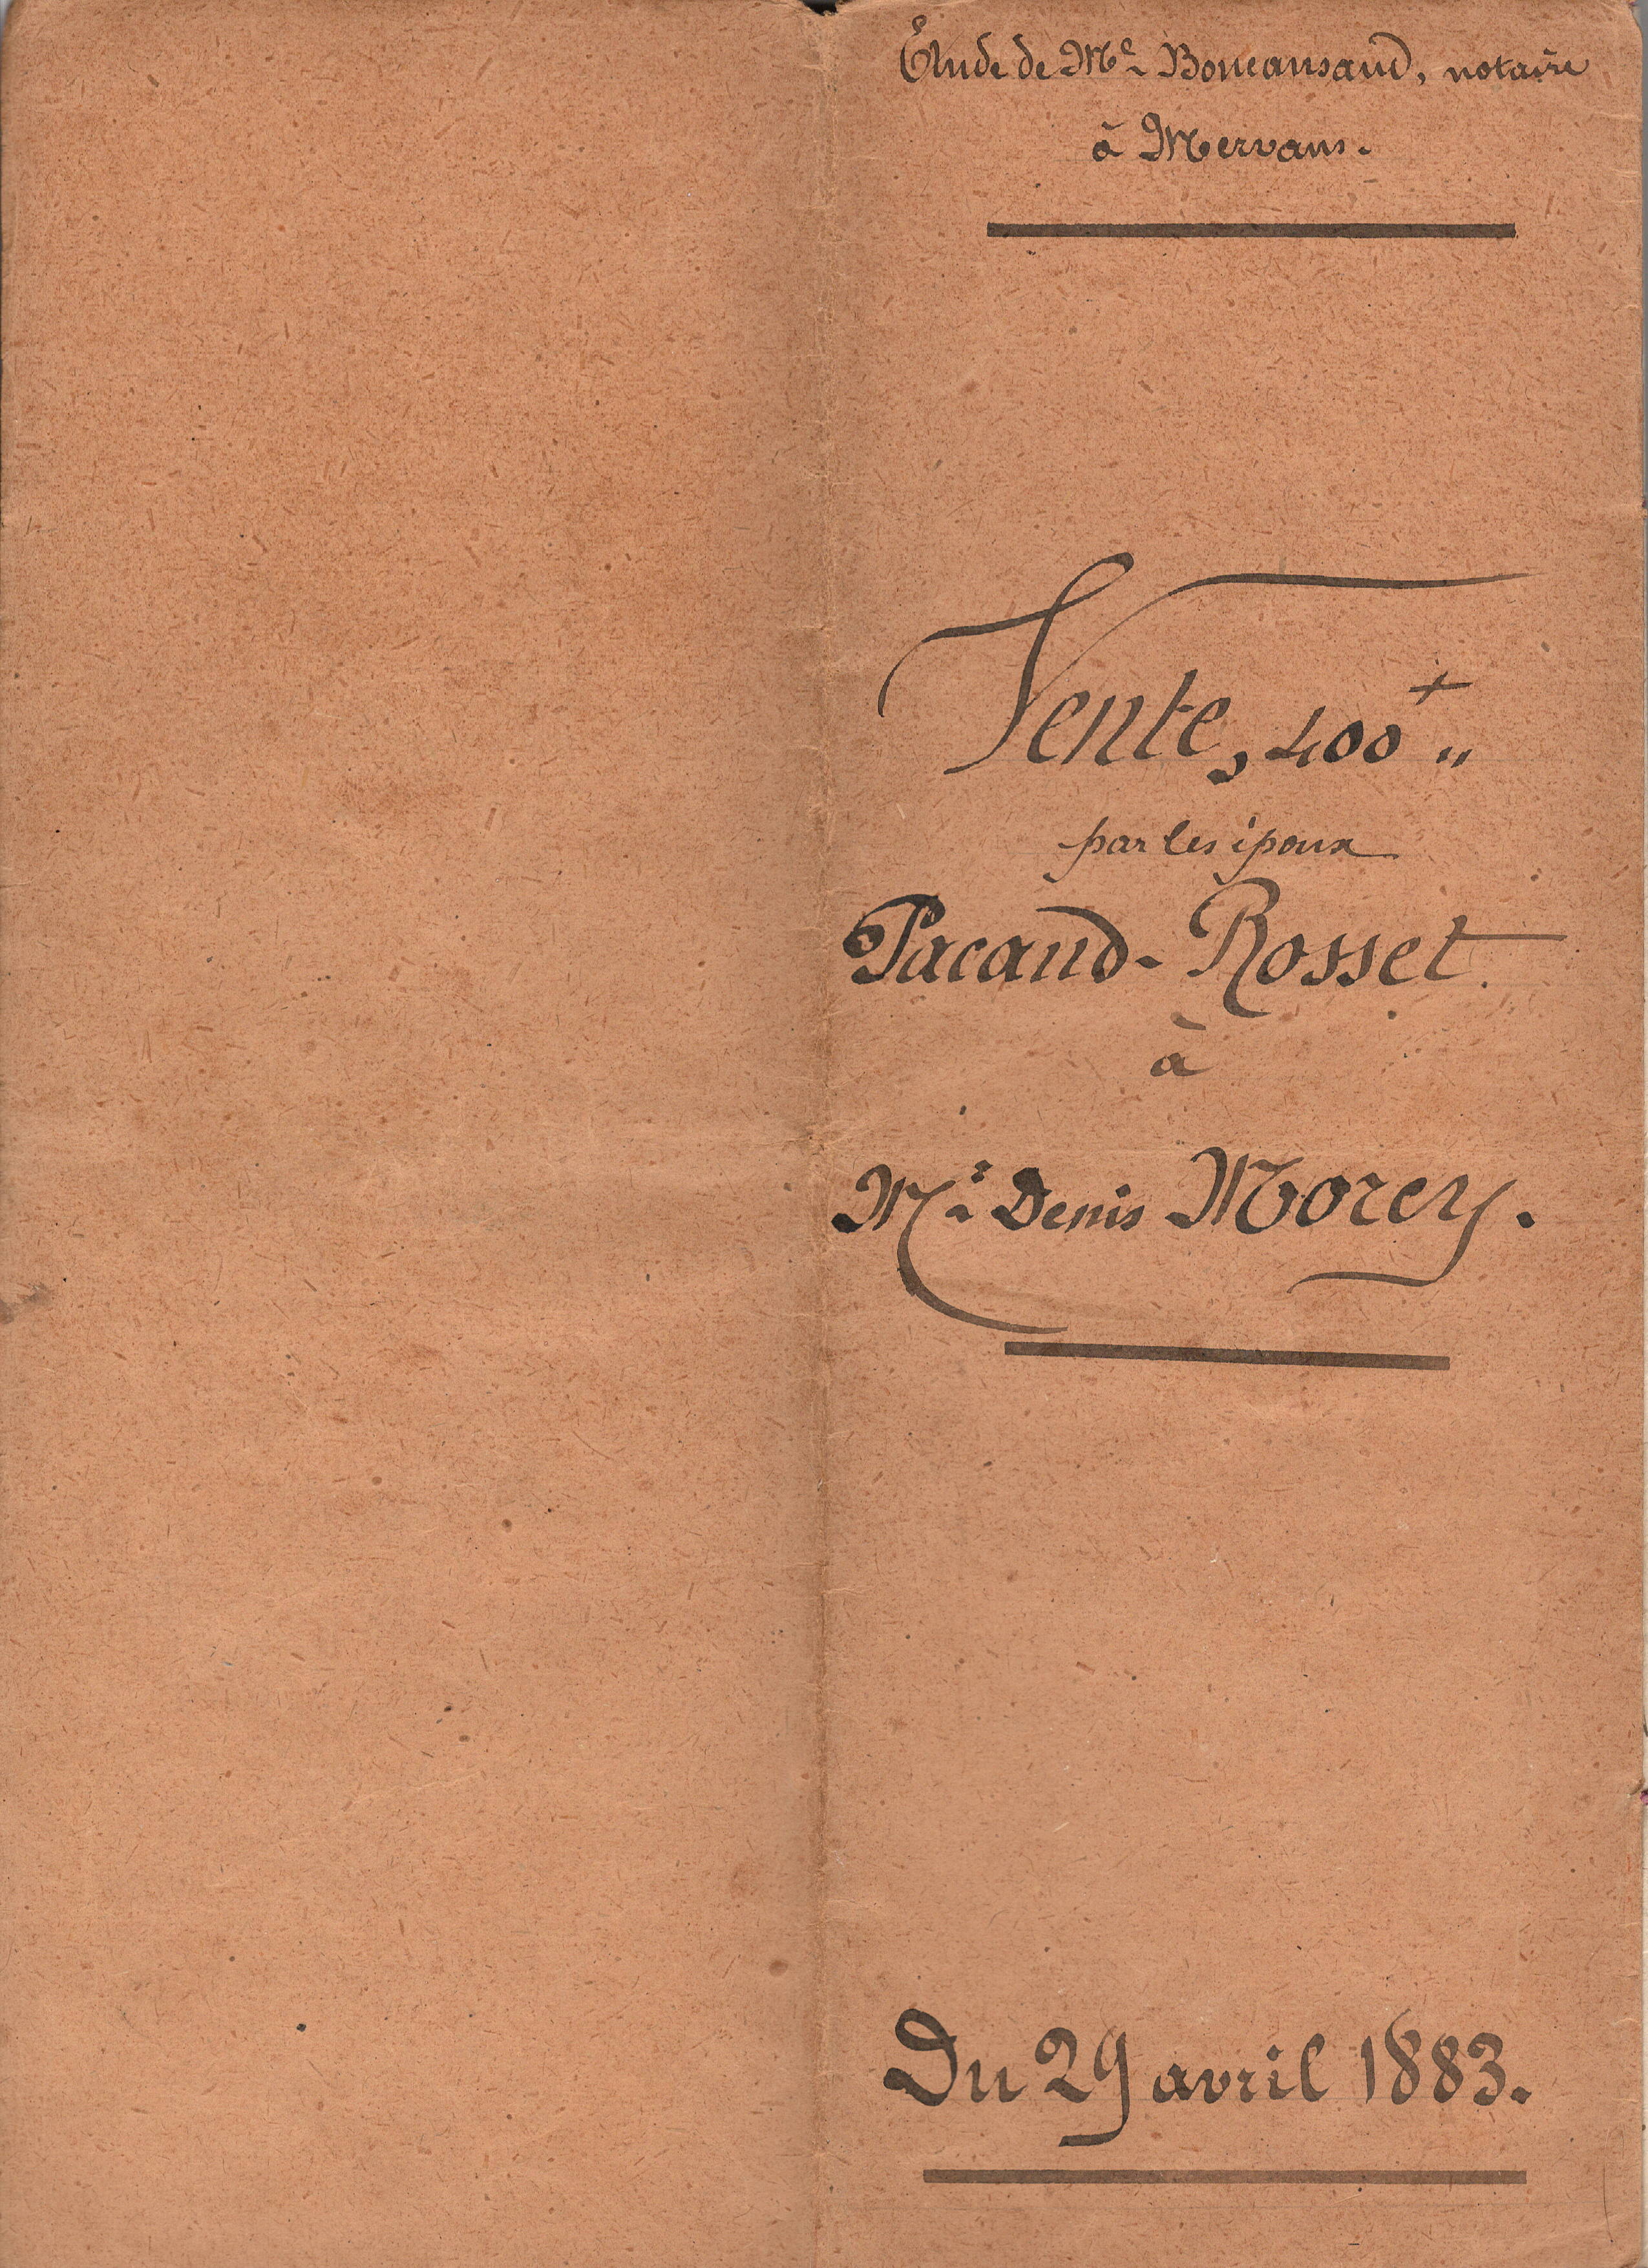 Étude de Me Boucansaud, notaire
à Mervans.
Vente, 400 f "
par les époux
Pacaud-Rosset
à
Mr Denis Morey.
Du 29 avril 1883.